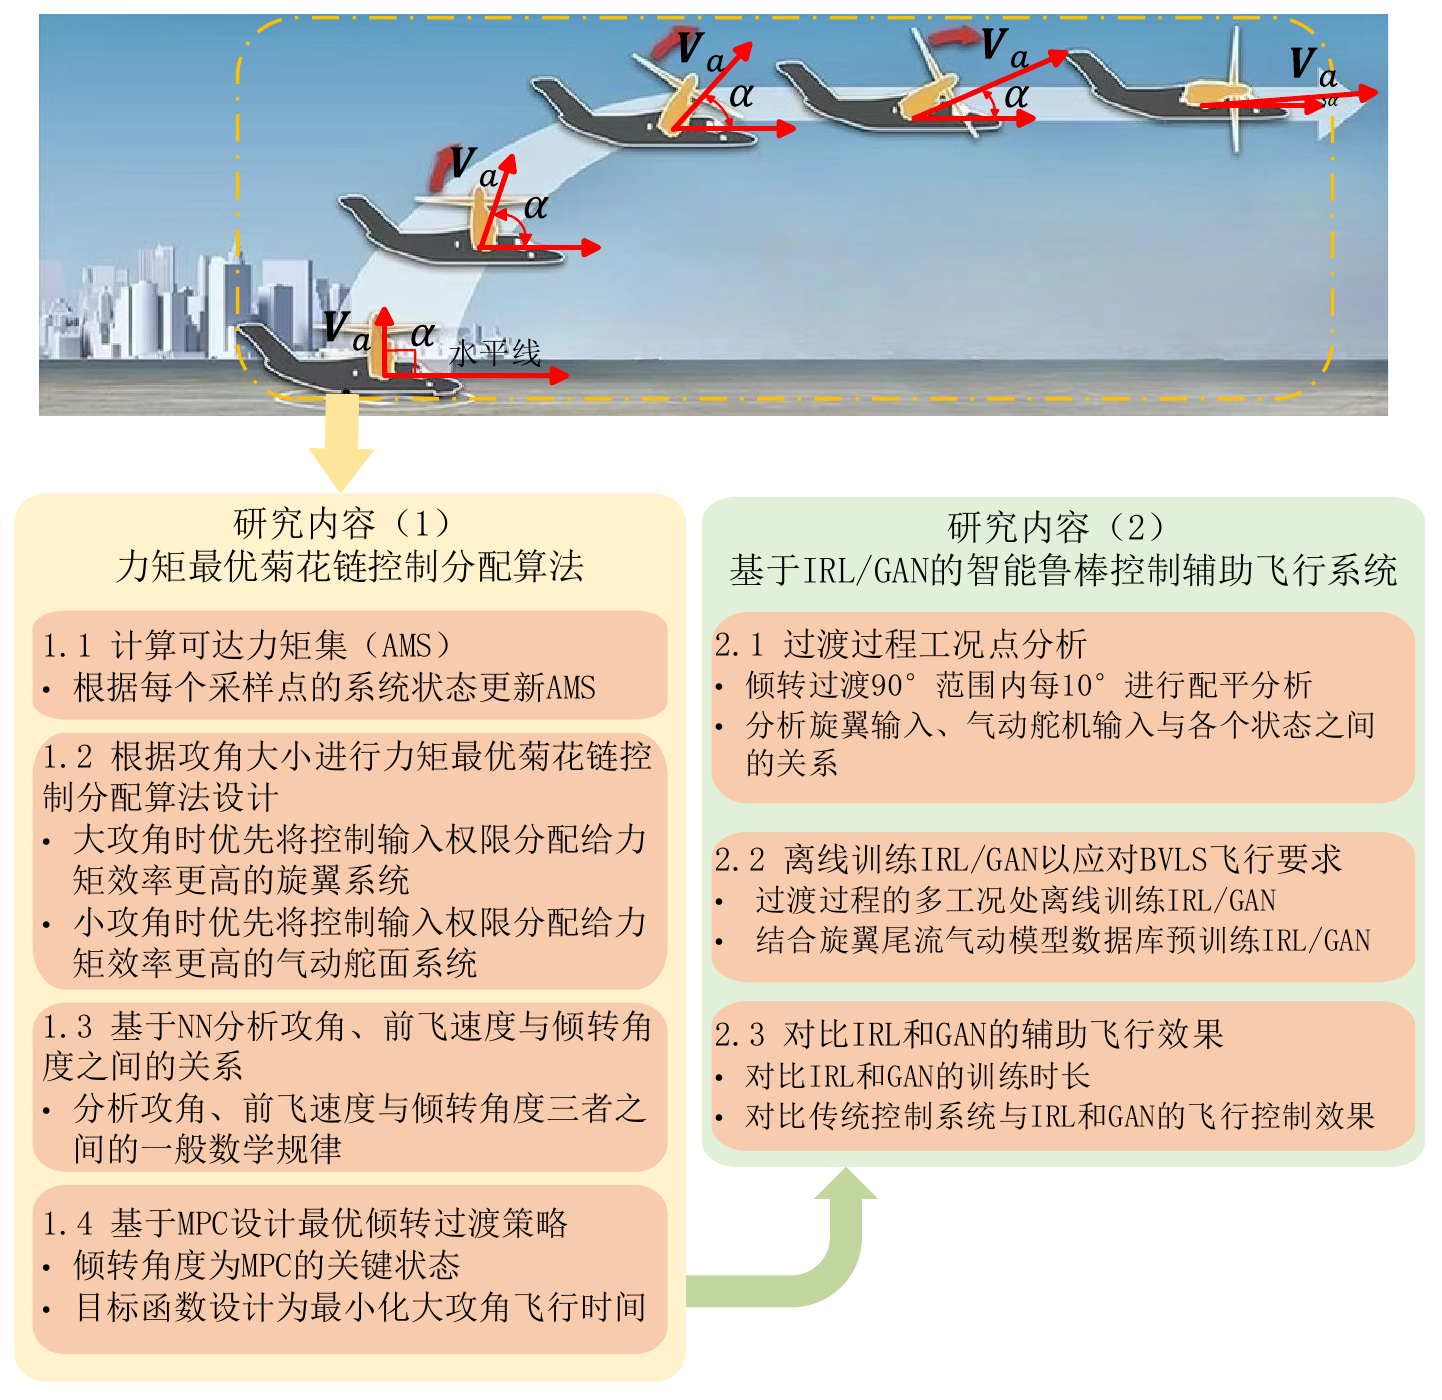 V_a
V_a
V_a
α
α
α
V_a
α
V_a
α
V_a
α
水平线
研究内容（1）
力矩最优菊花链控制分配算法
1.1 计算可达力矩集（AMS）
• 根据每个采样点的系统状态更新AMS
1.2 根据攻角大小进行力矩最优菊花链控
制分配算法设计
• 大攻角时优先将控制输入权限分配给力
矩效率更高的旋翼系统
• 小攻角时优先将控制输入权限分配给力
矩效率更高的气动舵面系统
1.3 基于NN分析攻角、前飞速度与倾转角
度之间的关系
• 分析攻角、前飞速度与倾转角度三者之
间的一般数学规律
1.4 基于MPC设计最优倾转过渡策略
• 倾转角度为MPC的关键状态
• 目标函数设计为最小化大攻角飞行时间
研究内容（2）
基于IRL/GAN的智能鲁棒控制辅助飞行系统
2.1 过渡过程工况点分析
• 倾转过渡90°范围内每10°进行配平分析
• 分析旋翼输入、气动舵机输入与各个状态之间
的关系
2.2 离线训练IRL/GAN以应对BVLS飞行要求
• 过渡过程的多工况处离线训练IRL/GAN
• 结合旋翼尾流气动模型数据库预训练IRL/GAN
2.3 对比IRL和GAN的辅助飞行效果
• 对比IRL和GAN的训练时长
• 对比传统控制系统与IRL和GAN的飞行控制效果